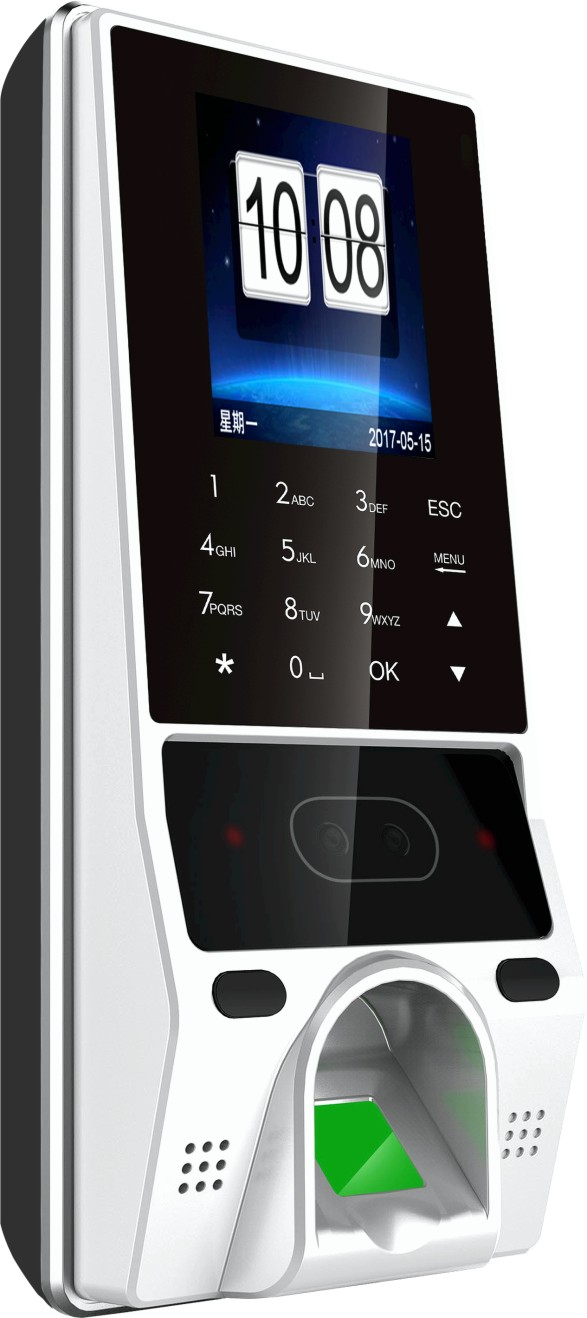 10 08
星期一
2017-05-15
1 2ABC 3DEF ESC
4GHI 5JKL 6MNO MENU
7PQRS 8TUV 9WXYZ ▲
* 0⌴ OK ▼